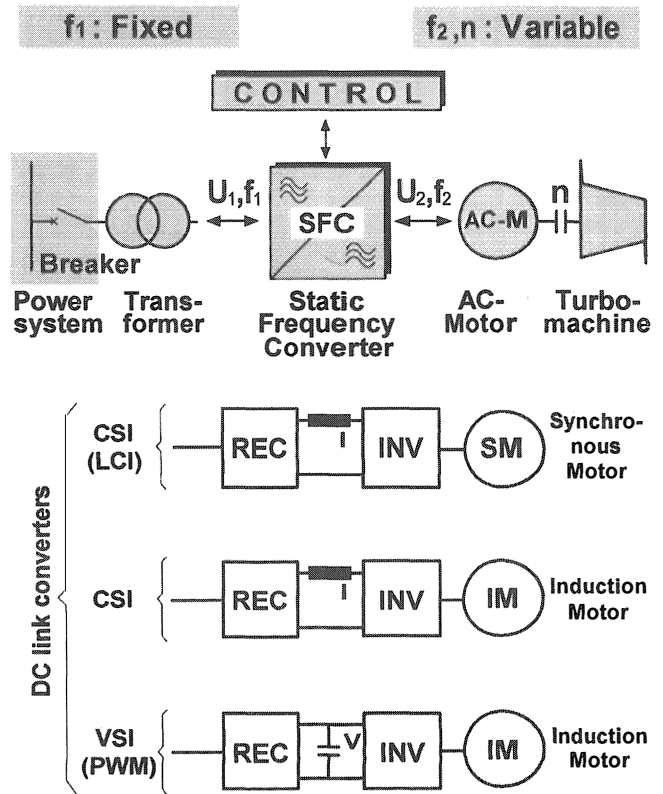 f₁ : Fixed
f₂,n : Variable
CONTROL
U₁,f₁
SFC
U₂,f₂
AC-M
n
Breaker
Power
system
Trans-
former
Static
Frequency
Converter
AC-
Motor
Turbo-
machine
DC link converters
CSI
(LCI)
REC
I
INV
SM
Synchro-
nous
Motor
CSI
REC
I
INV
IM
Induction
Motor
VSI
(PWM)
REC
V
INV
IM
Induction
Motor